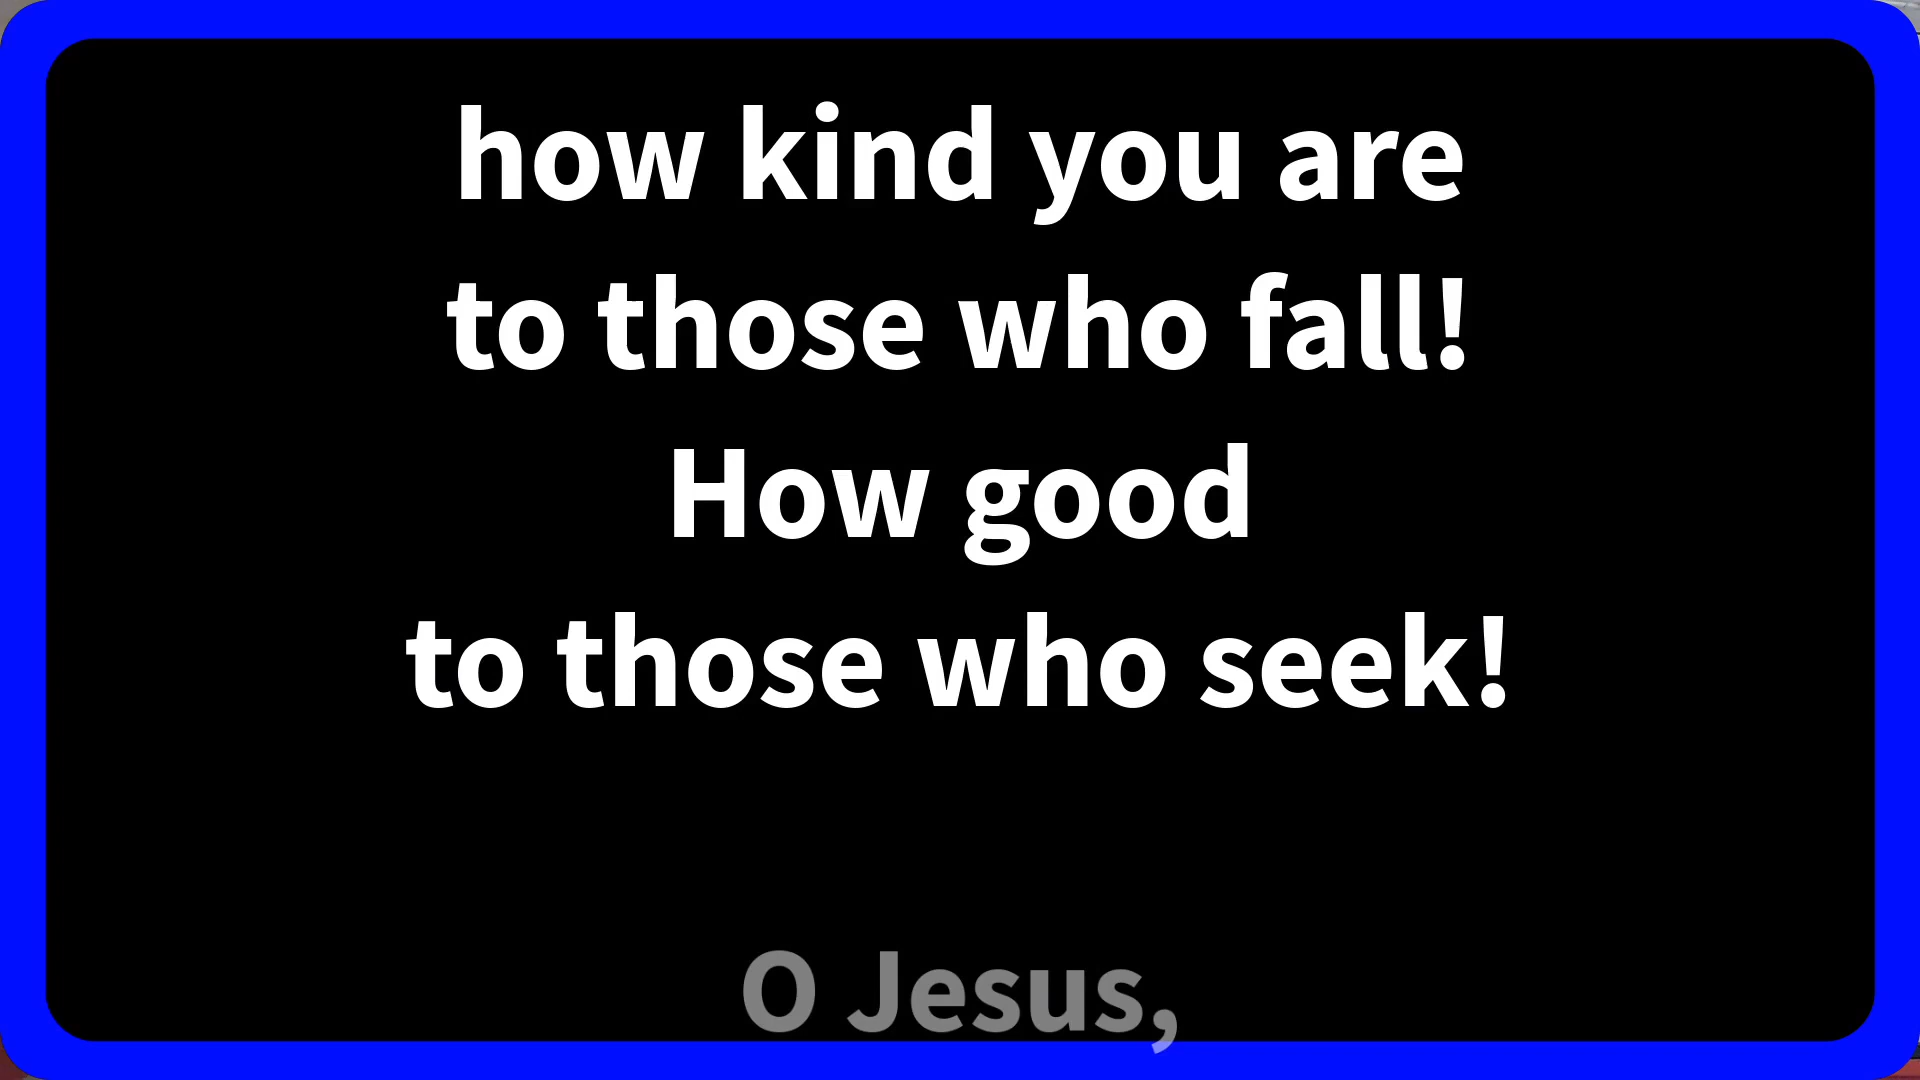 how kind you are
to those who fall!
How good
to those who seek!
O Jesus,